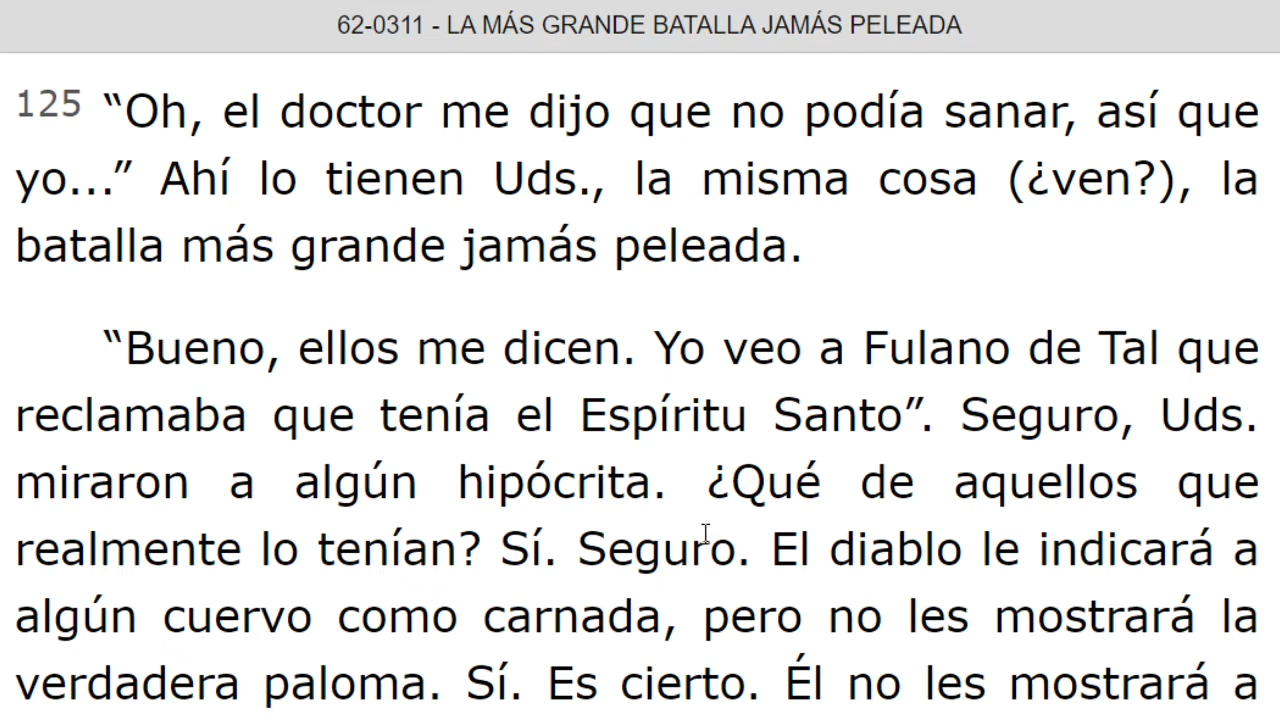 62-0311 - LA MÁS GRANDE BATALLA JAMÁS PELEADA
125 “Oh, el doctor me dijo que no podía sanar, así que
yo...” Ahí lo tienen Uds., la misma cosa (¿ven?), la
batalla más grande jamás peleada.
“Bueno, ellos me dicen. Yo veo a Fulano de Tal que
reclamaba que tenía el Espíritu Santo”. Seguro, Uds.
miraron a algún hipócrita. ¿Qué de aquellos que
realmente lo tenían? Sí. Seguro. El diablo le indicará a
algún cuervo como carnada, pero no les mostrará la
verdadera paloma. Sí. Es cierto. Él no les mostrará a